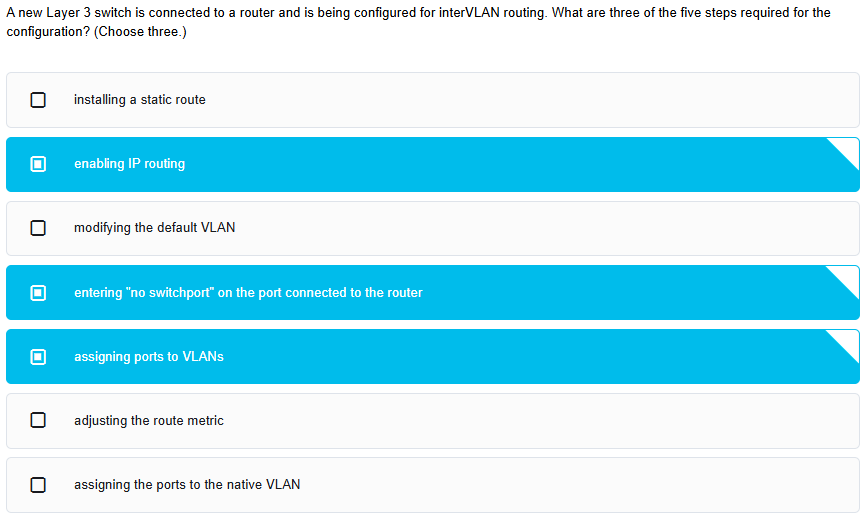 A new Layer 3 switch is connected to a router and is being configured for interVLAN routing. What are three of the five steps required for the
configuration? (Choose three.)
installing a static route
enabling IP routing
modifying the default VLAN
entering "no switchport" on the port connected to the router
assigning ports to VLANs
adjusting the route metric
assigning the ports to the native VLAN